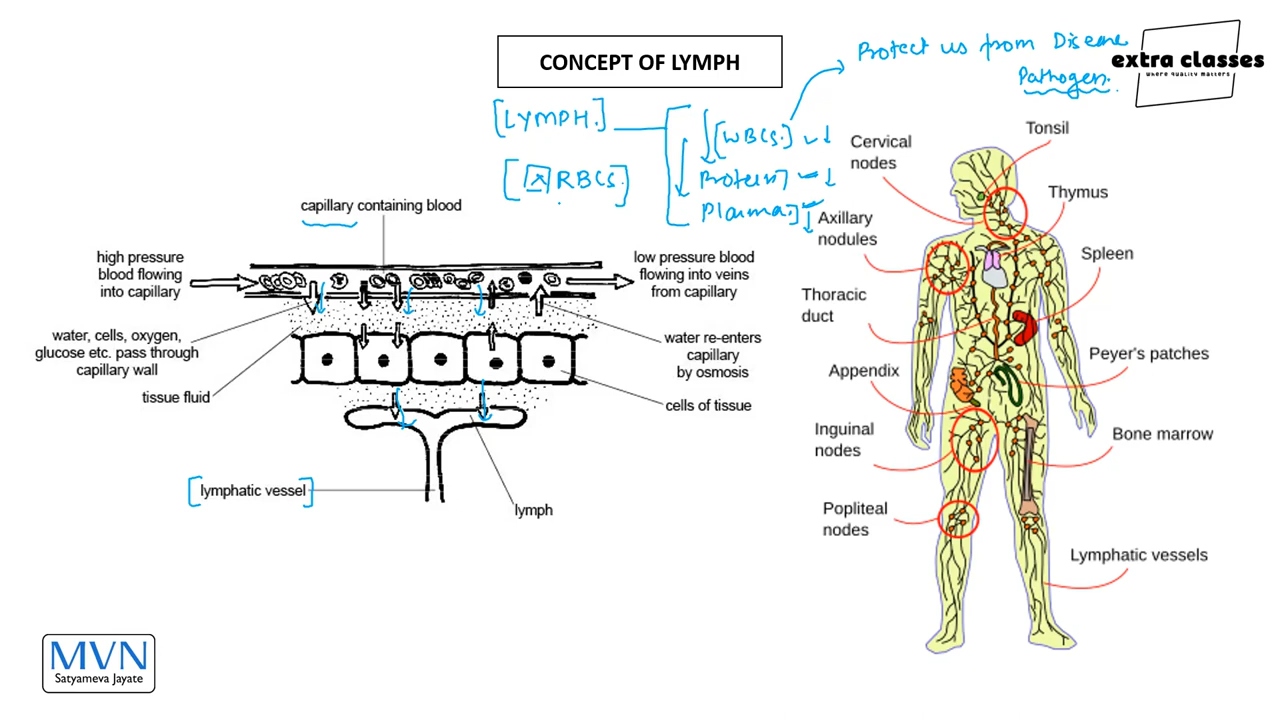 CONCEPT OF LYMPH
Protect us from Disease
Pathogen.
extra classes
where quality matters
[LYMPH.]
[WBCs.] ↓
Protein] - ↓
Plasma] ↓
[x RBCs.]
capillary containing blood
high pressure
blood flowing
into capillary
low pressure blood
flowing into veins
from capillary
water, cells, oxygen,
glucose etc. pass through
capillary wall
tissue fluid
water re-enters
capillary
by osmosis
cells of tissue
[lymphatic vessel]
lymph
Tonsil
Cervical
nodes
Thymus
Axillary
nodules
Spleen
Thoracic
duct
Peyer's patches
Appendix
Inguinal
nodes
Bone marrow
Popliteal
nodes
Lymphatic vessels
MVN
Satyameva Jayate